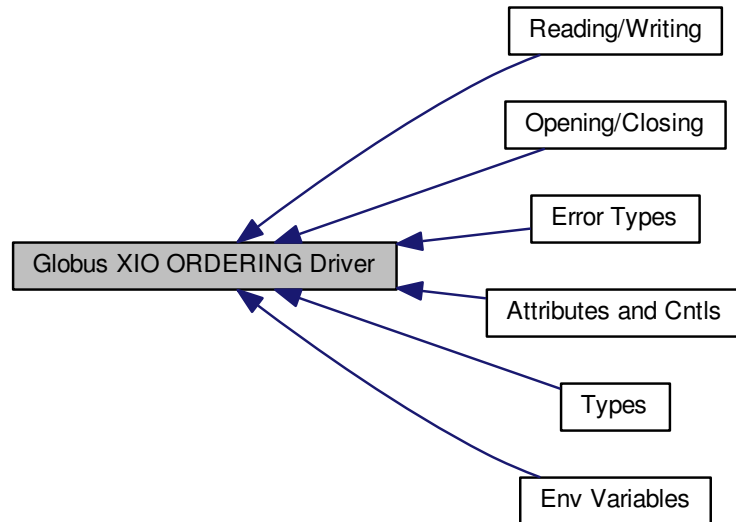 Reading/Writing
Opening/Closing
Error Types
Globus XIO ORDERING Driver
Attributes and Cntls
Types
Env Variables